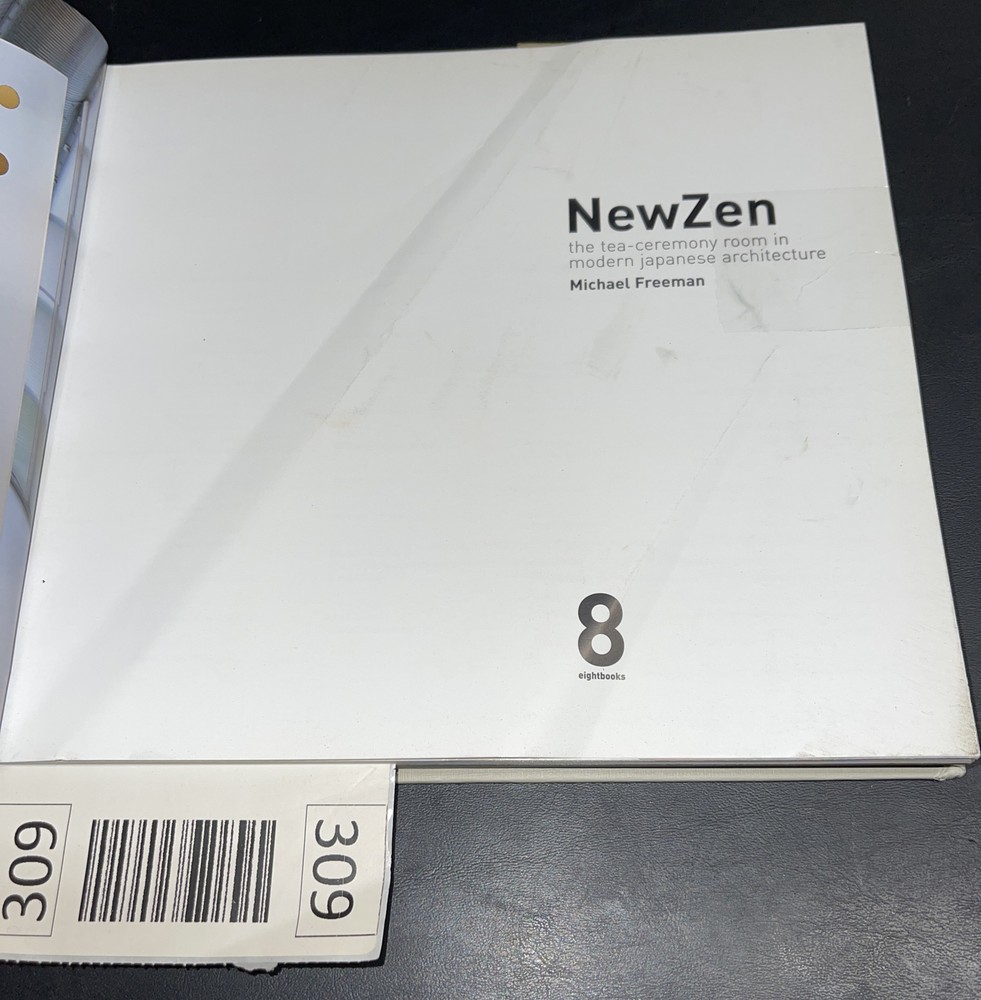 NewZen
the tea-ceremony room in
modern japanese architecture
Michael Freeman
8
eightbooks
309
309